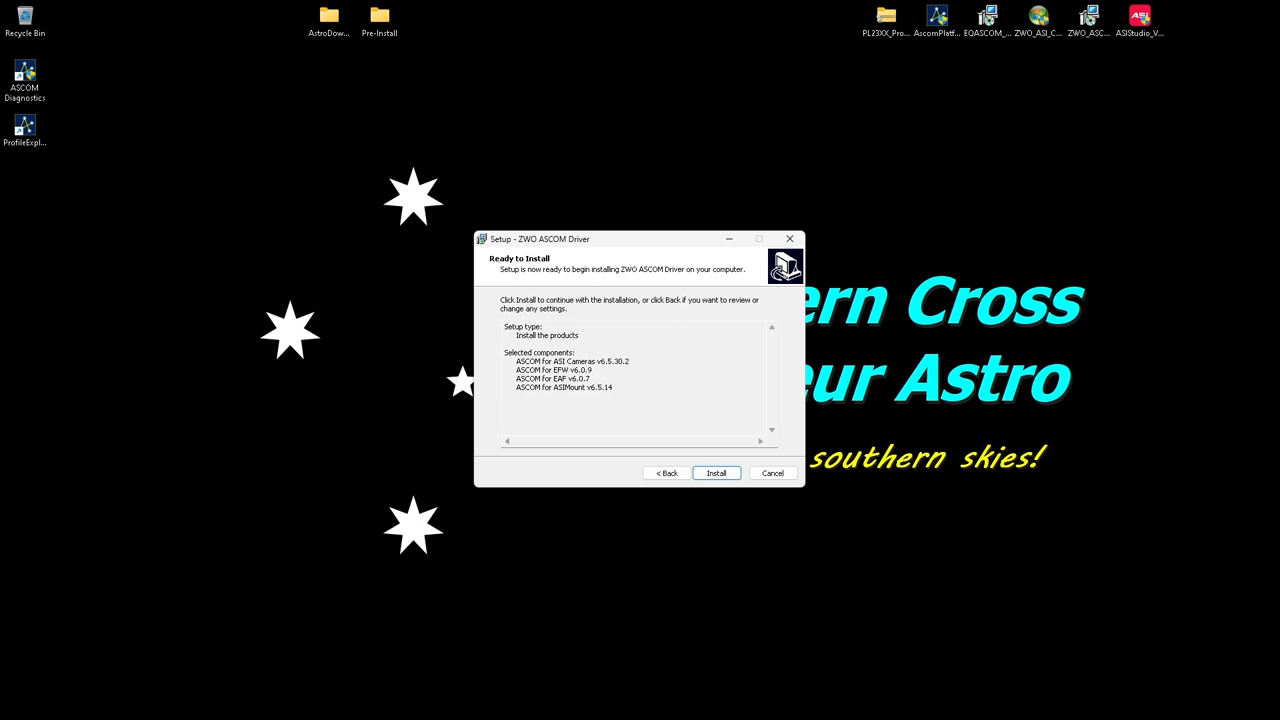 Recycle Bin
AstroDow...
Pre-Install
PL23XX_Pro...
AscomPlatf...
EQASCOM_...
ZWO_ASI_C...
ZWO_ASC...
ASIStudio_V...
ASI
ASCOM
Diagnostics
ProfileExpl...
Setup - ZWO ASCOM Driver
Ready to Install
Setup is now ready to begin installing ZWO ASCOM Driver on your computer.
Click Install to continue with the installation, or click Back if you want to review or
change any settings.
Setup type:
Install the products
Selected components:
ASCOM for ASI Cameras v6.5.30.2
ASCOM for EFW v6.0.9
ASCOM for EAF v6.0.7
ASCOM for ASIMount v6.5.14
< Back
Install
Cancel
ern Cross
eur Astro
southern skies!